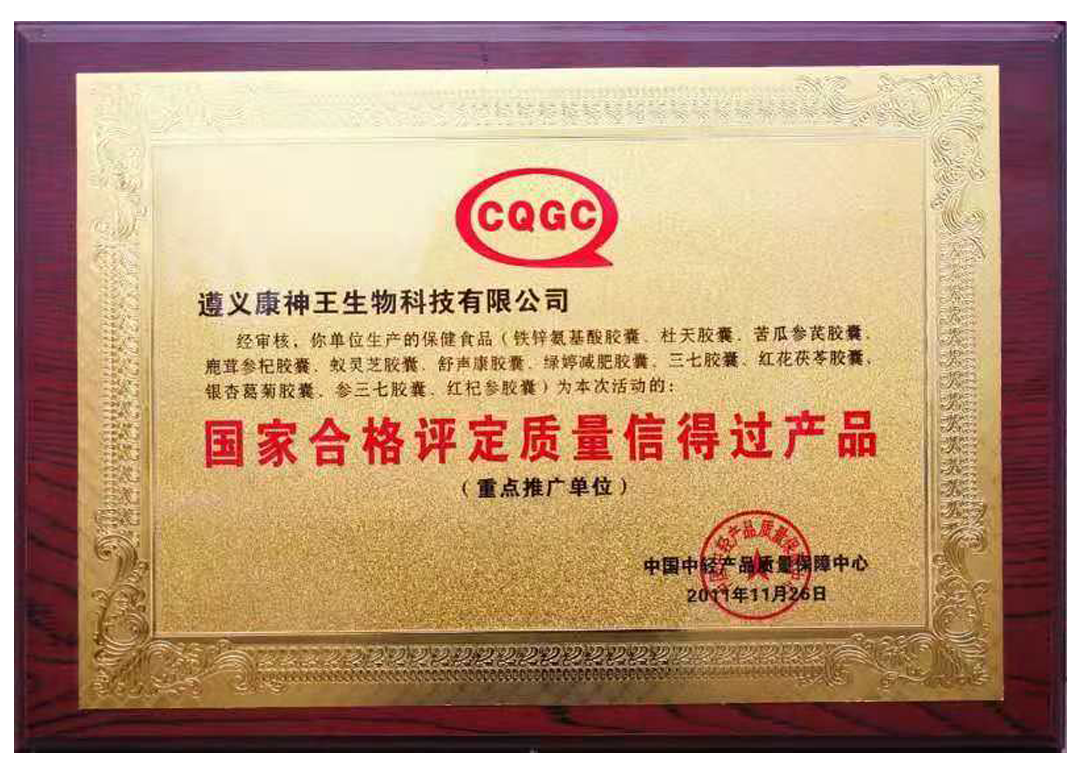 CQGC
遵义康神王生物科技有限公司
经审核，你单位生产的保健食品（铁锌氨基酸胶囊、杜天胶囊、苦瓜参芪胶囊、
鹿茸参杞胶囊、蚁灵芝胶囊、舒声康胶囊、绿婷减肥胶囊、三七胶囊、红花茯苓胶囊、
银杏葛菊胶囊、参三七胶囊、红杞参胶囊）为本次活动的：
国家合格评定质量信得过产品
（重点推广单位）
中国中轻产品质量保障中心
2011年11月26日